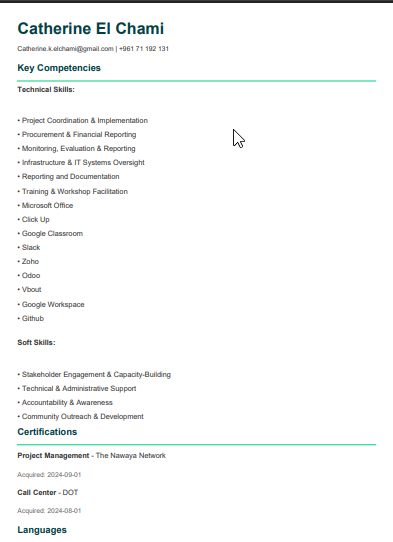 Catherine El Chami
Catherine.k.elchami@gmail.com | +961 71 192 131
Key Competencies
Technical Skills:
• Project Coordination & Implementation
• Procurement & Financial Reporting
• Monitoring, Evaluation & Reporting
• Infrastructure & IT Systems Oversight
• Reporting and Documentation
• Training & Workshop Facilitation
• Microsoft Office
• Click Up
• Google Classroom
• Slack
• Zoho
• Odoo
• Vbout
• Google Workspace
• Github
Soft Skills:
• Stakeholder Engagement & Capacity-Building
• Technical & Administrative Support
• Accountability & Awareness
• Community Outreach & Development
Certifications
Project Management - The Nawaya Network
Acquired: 2024-09-01
Call Center - DOT
Acquired: 2024-08-01
Languages